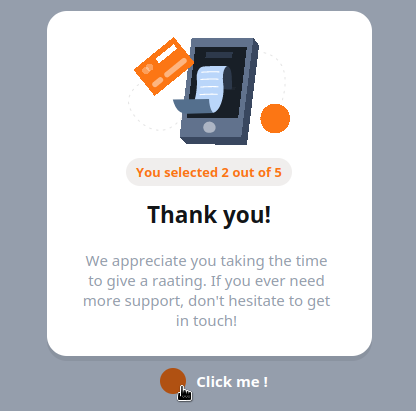 You selected 2 out of 5
Thank you!
We appreciate you taking the time
to give a raating. If you ever need
more support, don't hesitate to get
in touch!
Click me !